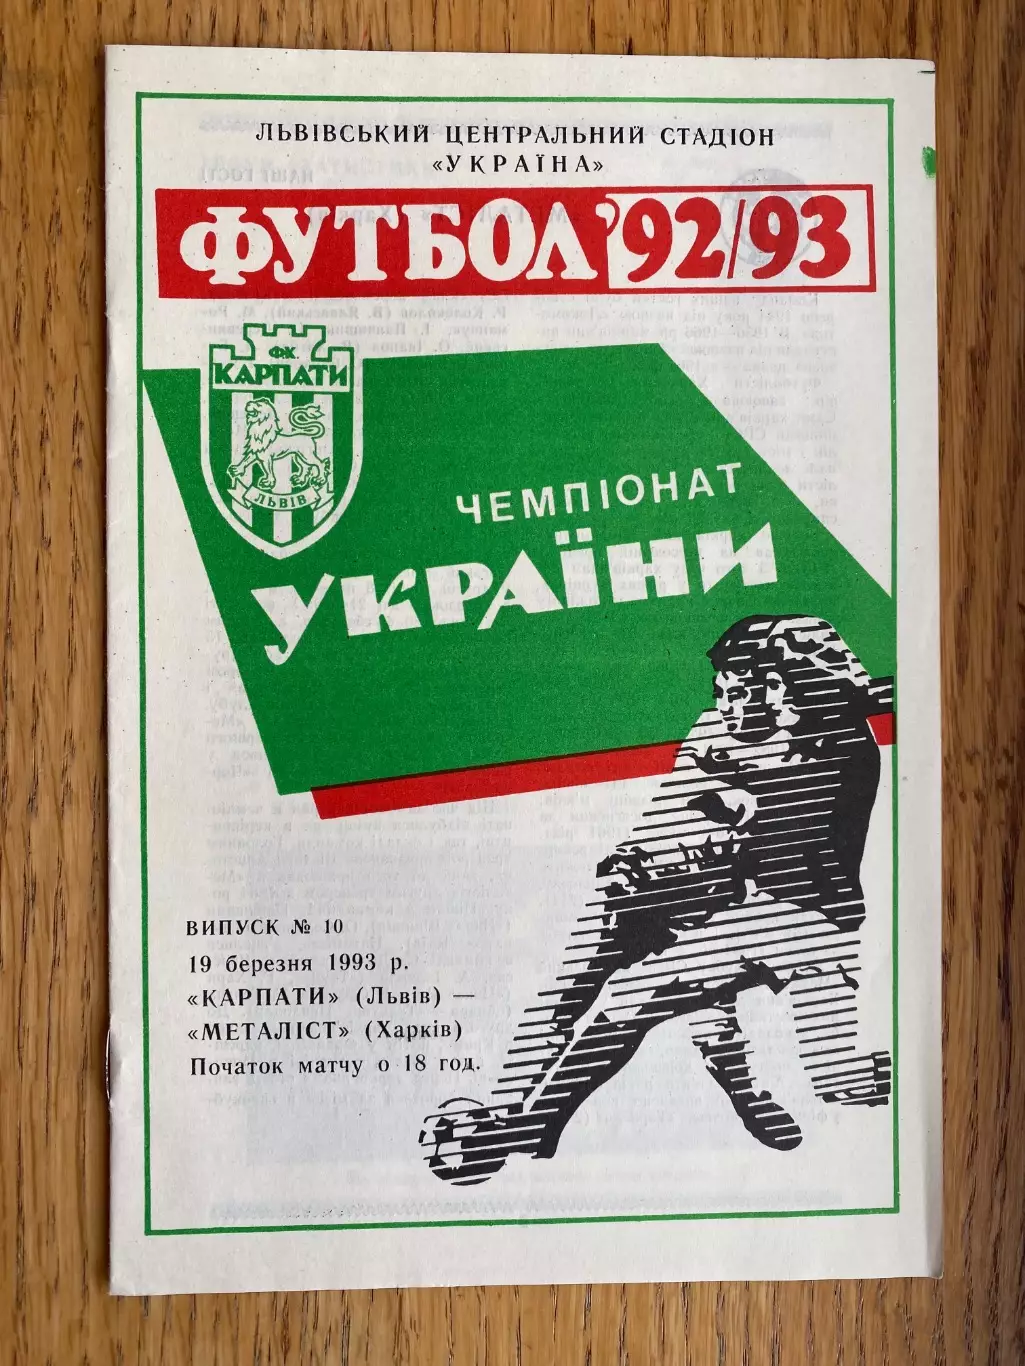 ЛЬВІВСЬКИЙ ЦЕНТРАЛЬНИЙ СТАДІОН
«УКРАЇНА»
ФУТБОЛ '92/93
ФК
КАРПАТИ
ЛЬВІВ
ЧЕМПІОНАТ
УКРАЇНИ
ВИПУСК № 10
19 березня 1993 р.
«КАРПАТИ» (Львів) —
«МЕТАЛІСТ» (Харків)
Початок матчу о 18 год.